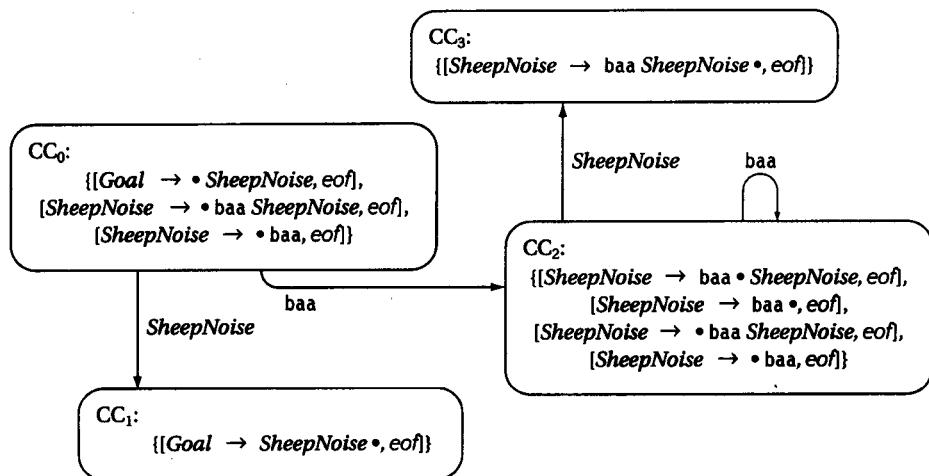 CC₃:
{[SheepNoise → baa SheepNoise •, eof]}
CC₀:
{[Goal → • SheepNoise, eof],
[SheepNoise → • baa SheepNoise, eof],
[SheepNoise → • baa, eof]}
SheepNoise
baa
CC₂:
{[SheepNoise → baa • SheepNoise, eof],
[SheepNoise → baa •, eof],
[SheepNoise → • baa SheepNoise, eof],
[SheepNoise → • baa, eof]}
baa
SheepNoise
CC₁:
{[Goal → SheepNoise •, eof]}